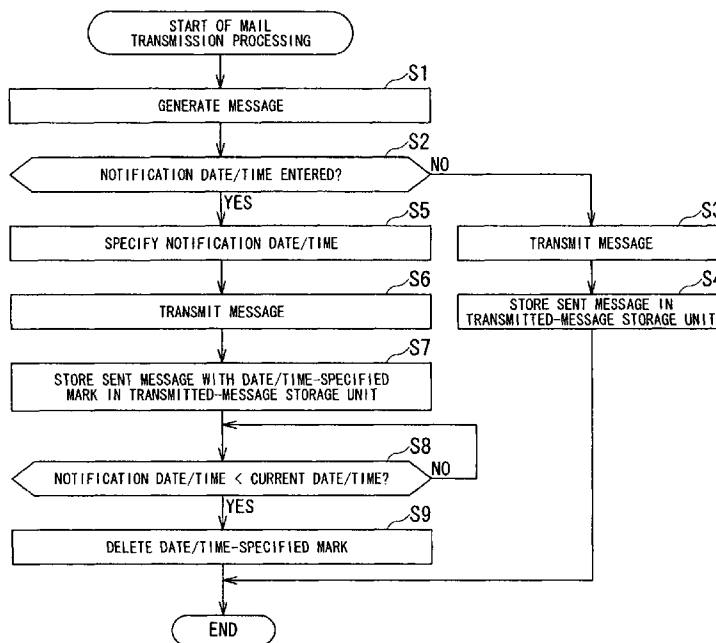 START OF MAIL
TRANSMISSION PROCESSING
S1
GENERATE MESSAGE
S2
NOTIFICATION DATE/TIME ENTERED?
NO
YES
S5
SPECIFY NOTIFICATION DATE/TIME
S3
TRANSMIT MESSAGE
S6
TRANSMIT MESSAGE
S4
STORE SENT MESSAGE IN
TRANSMITTED-MESSAGE STORAGE UNIT
S7
STORE SENT MESSAGE WITH DATE/TIME-SPECIFIED
MARK IN TRANSMITTED-MESSAGE STORAGE UNIT
S8
NOTIFICATION DATE/TIME < CURRENT DATE/TIME?
NO
YES
S9
DELETE DATE/TIME-SPECIFIED MARK
END